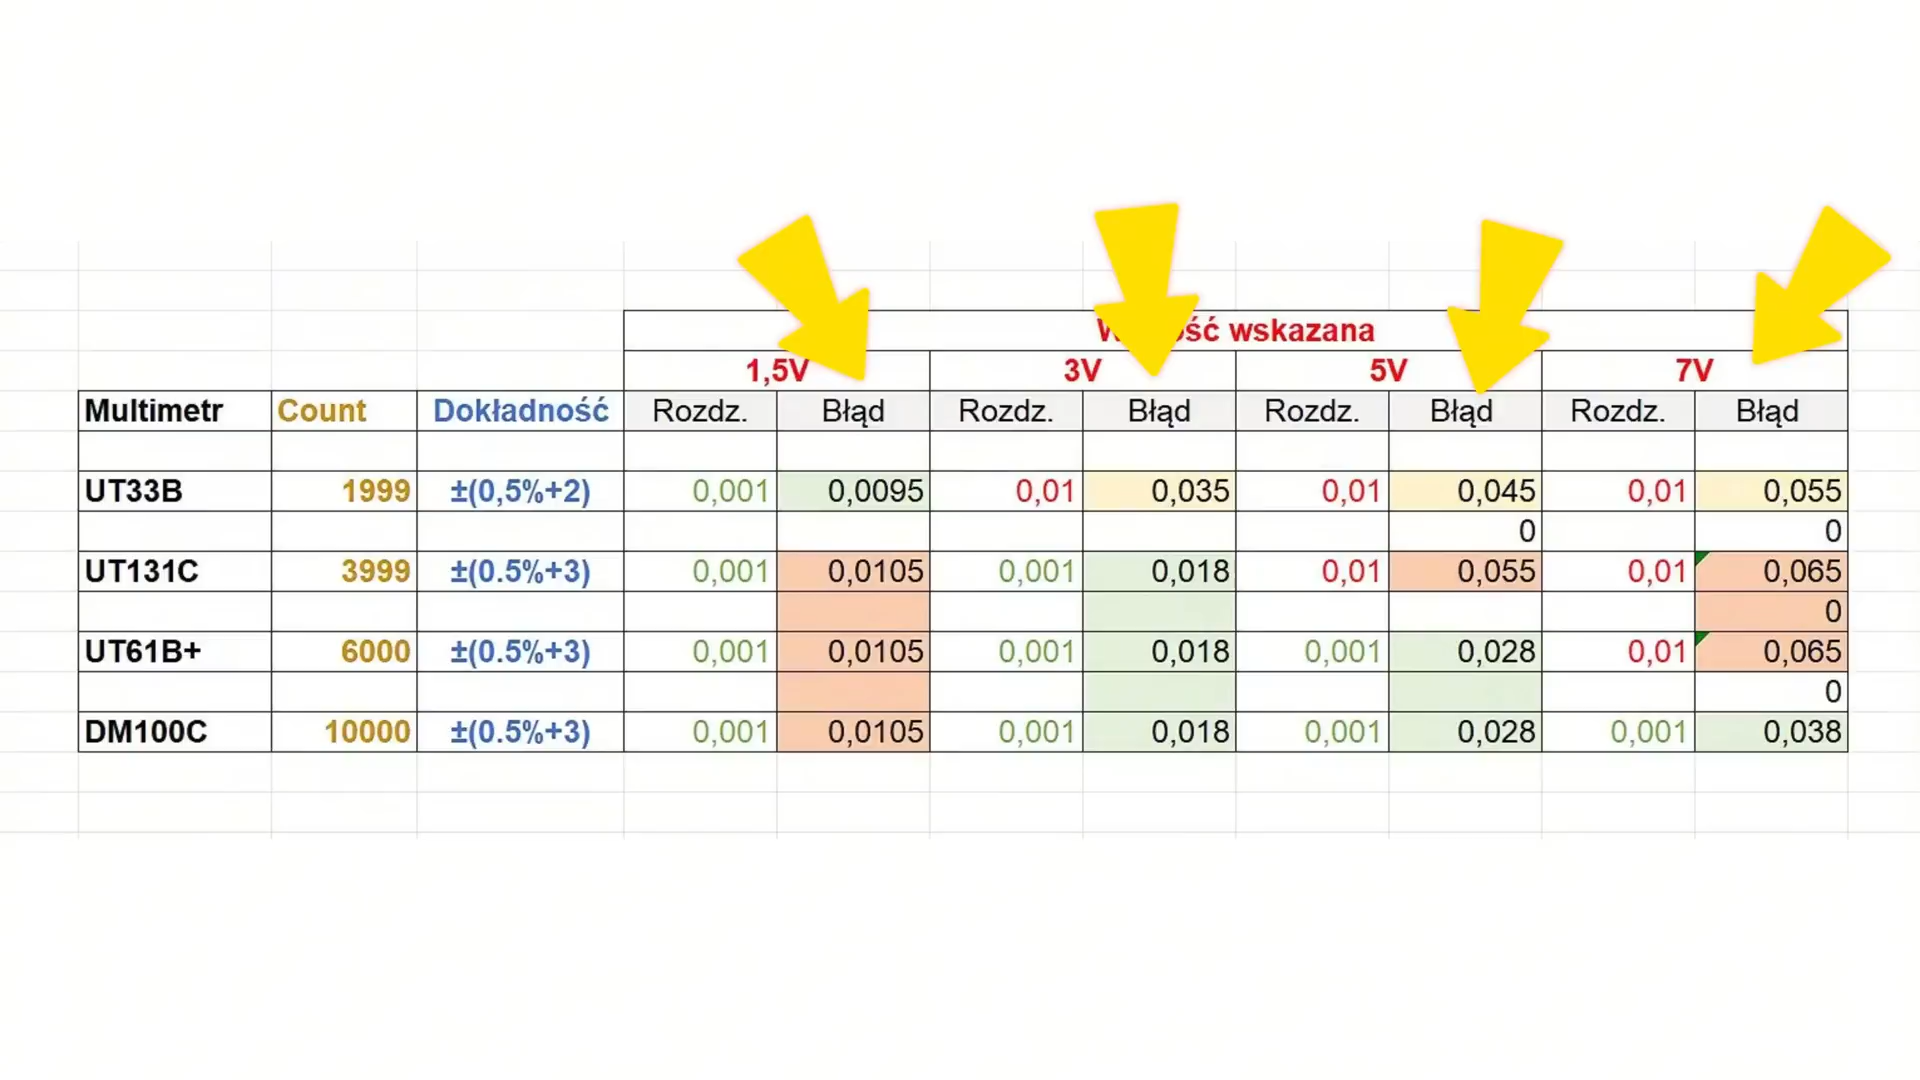 wskazana
1,5V 3V 5V 7V
Multimetr Count Dokładność Rozdz. Błąd Rozdz. Błąd Rozdz. Błąd Rozdz. Błąd
UT33B 1999 ±(0,5%+2) 0,001 0,0095 0,01 0,035 0,01 0,045 0,01 0,055
0 0
UT131C 3999 ±(0.5%+3) 0,001 0,0105 0,001 0,018 0,01 0,055 0,01 0,065
0
UT61B+ 6000 ±(0.5%+3) 0,001 0,0105 0,001 0,018 0,001 0,028 0,01 0,065
0
DM100C 10000 ±(0.5%+3) 0,001 0,0105 0,001 0,018 0,001 0,028 0,001 0,038